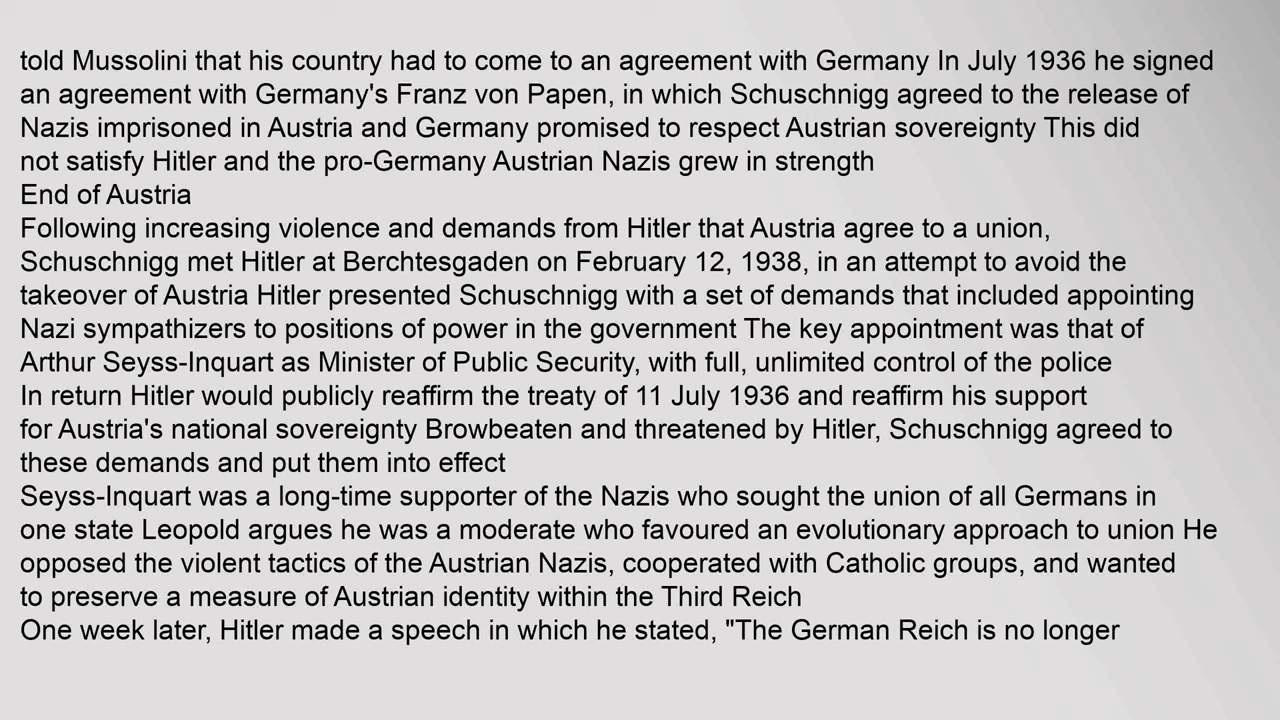 told Mussolini that his country had to come to an agreement with Germany In July 1936 he signed
an agreement with Germany's Franz von Papen, in which Schuschnigg agreed to the release of
Nazis imprisoned in Austria and Germany promised to respect Austrian sovereignty This did
not satisfy Hitler and the pro-Germany Austrian Nazis grew in strength
End of Austria
Following increasing violence and demands from Hitler that Austria agree to a union,
Schuschnigg met Hitler at Berchtesgaden on February 12, 1938, in an attempt to avoid the
takeover of Austria Hitler presented Schuschnigg with a set of demands that included appointing
Nazi sympathizers to positions of power in the government The key appointment was that of
Arthur Seyss-Inquart as Minister of Public Security, with full, unlimited control of the police
In return Hitler would publicly reaffirm the treaty of 11 July 1936 and reaffirm his support
for Austria's national sovereignty Browbeaten and threatened by Hitler, Schuschnigg agreed to
these demands and put them into effect
Seyss-Inquart was a long-time supporter of the Nazis who sought the union of all Germans in
one state Leopold argues he was a moderate who favoured an evolutionary approach to union He
opposed the violent tactics of the Austrian Nazis, cooperated with Catholic groups, and wanted
to preserve a measure of Austrian identity within the Third Reich
One week later, Hitler made a speech in which he stated, "The German Reich is no longer